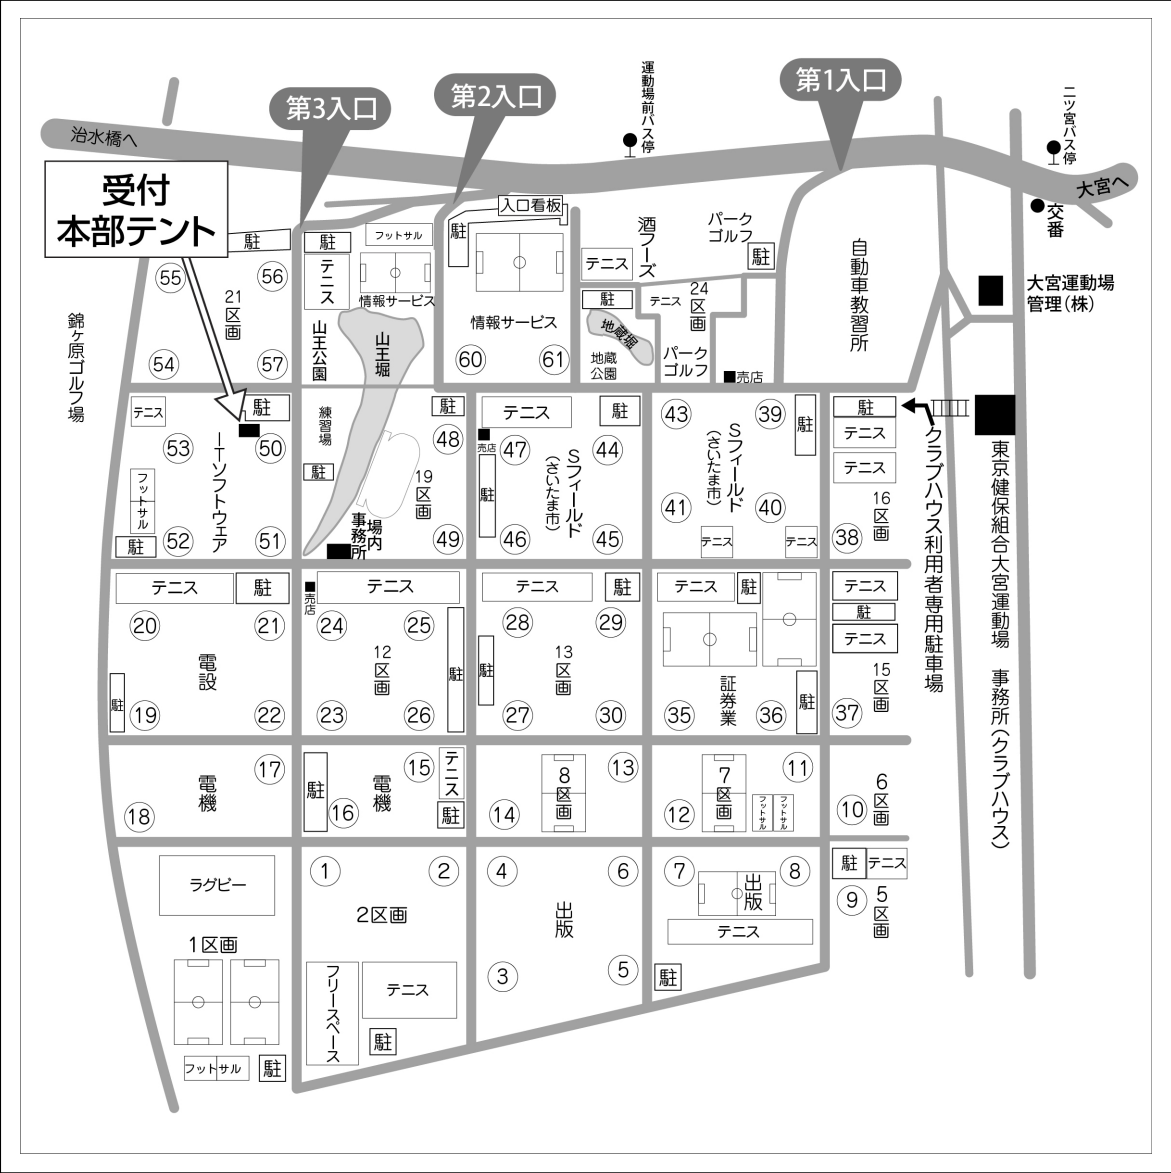 治水橋へ
第3入口
第2入口
第1入口
運動場前バス停
二ツ宮バス停
大宮へ
交番
受付
本部テント
駐
55
56
21
区画
54
57
錦ヶ原ゴルフ場
駐
テニス
フットサル
情報サービス
山王公園
山王堀
入口看板
駐
情報サービス
60
61
酒フーズ
テニス
駐
地蔵堀
地蔵
公園
テニス
24
区画
パーク
ゴルフ
駐
パーク
ゴルフ
売店
自動車教習所
大宮運動場
管理(株)
テニス
駐
53
50
ITソフトウェア
フットサル
52
51
駐
練習場
駐
駐
48
19
区画
49
場内
事務所
テニス
駐
売店
47
44
駐
Sフィールド
(さいたま市)
46
45
43
39
駐
Sフィールド
(さいたま市)
41
40
テニス
テニス
駐
テニス
テニス
16
区画
38
クラブハウス利用者専用駐車場
東京健保組合大宮運動場 事務所(クラブハウス)
テニス
駐
20
21
電設
駐
19
22
売店
テニス
24
25
12
区画
駐
23
26
テニス
駐
28
29
13
区画
駐
27
30
テニス
駐
証券業
35
36
駐
テニス
駐
テニス
15
区画
37
17
電機
18
駐
16
電機
15
テニス
駐
8
区画
13
14
7
区画
11
12
フットサル
フットサル
10
6
区画
ラグビー
1区画
フットサル
駐
1
2
2区画
フリースペース
テニス
駐
4
6
出版
3
5
7
8
出版
テニス
駐
駐
テニス
9
5
区画